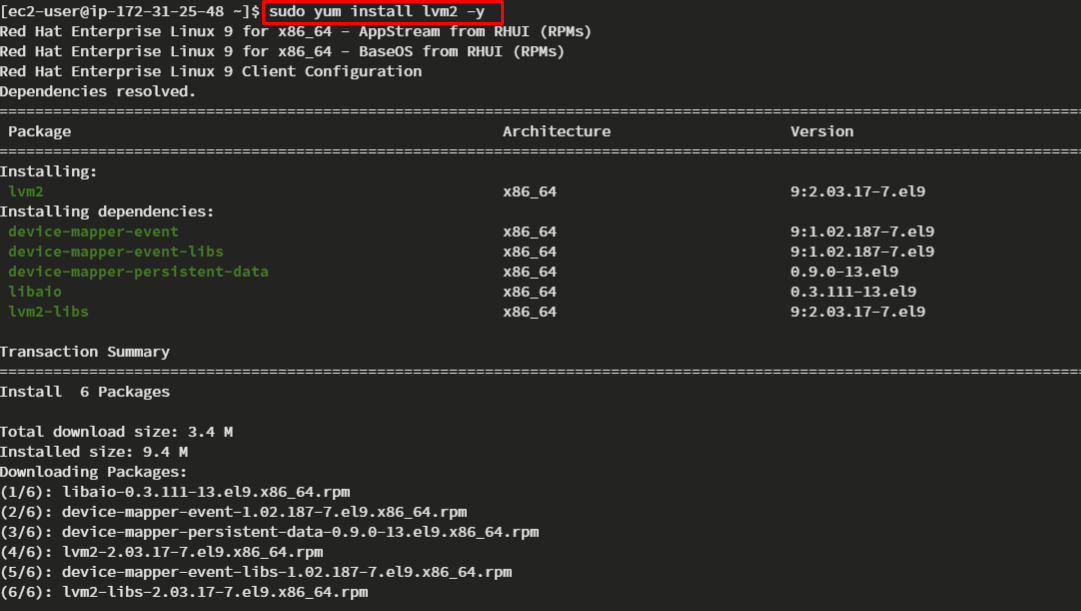 [ec2-user@ip-172-31-25-48 ~]$ sudo yum install lvm2 -y
Red Hat Enterprise Linux 9 for x86_64 - AppStream from RHUI (RPMs)
Red Hat Enterprise Linux 9 for x86_64 - BaseOS from RHUI (RPMs)
Red Hat Enterprise Linux 9 Client Configuration
Dependencies resolved.
================================================================================
Package Architecture Version
================================================================================
Installing:
lvm2 x86_64 9:2.03.17-7.el9
Installing dependencies:
device-mapper-event x86_64 9:1.02.187-7.el9
device-mapper-event-libs x86_64 9:1.02.187-7.el9
device-mapper-persistent-data x86_64 0.9.0-13.el9
libaio x86_64 0.3.111-13.el9
lvm2-libs x86_64 9:2.03.17-7.el9
Transaction Summary
================================================================================
Install  6 Packages
Total download size: 3.4 M
Installed size: 9.4 M
Downloading Packages:
(1/6): libaio-0.3.111-13.el9.x86_64.rpm
(2/6): device-mapper-event-1.02.187-7.el9.x86_64.rpm
(3/6): device-mapper-persistent-data-0.9.0-13.el9.x86_64.rpm
(4/6): lvm2-2.03.17-7.el9.x86_64.rpm
(5/6): device-mapper-event-libs-1.02.187-7.el9.x86_64.rpm
(6/6): lvm2-libs-2.03.17-7.el9.x86_64.rpm